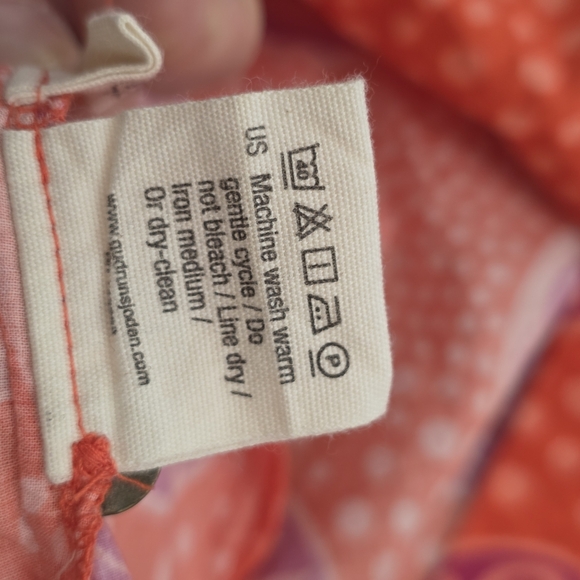 40 P
US Machine wash warm
gentle cycle / Do
not bleach / Line dry /
Iron medium /
Or dry-clean
www.gudrunsjoden.com